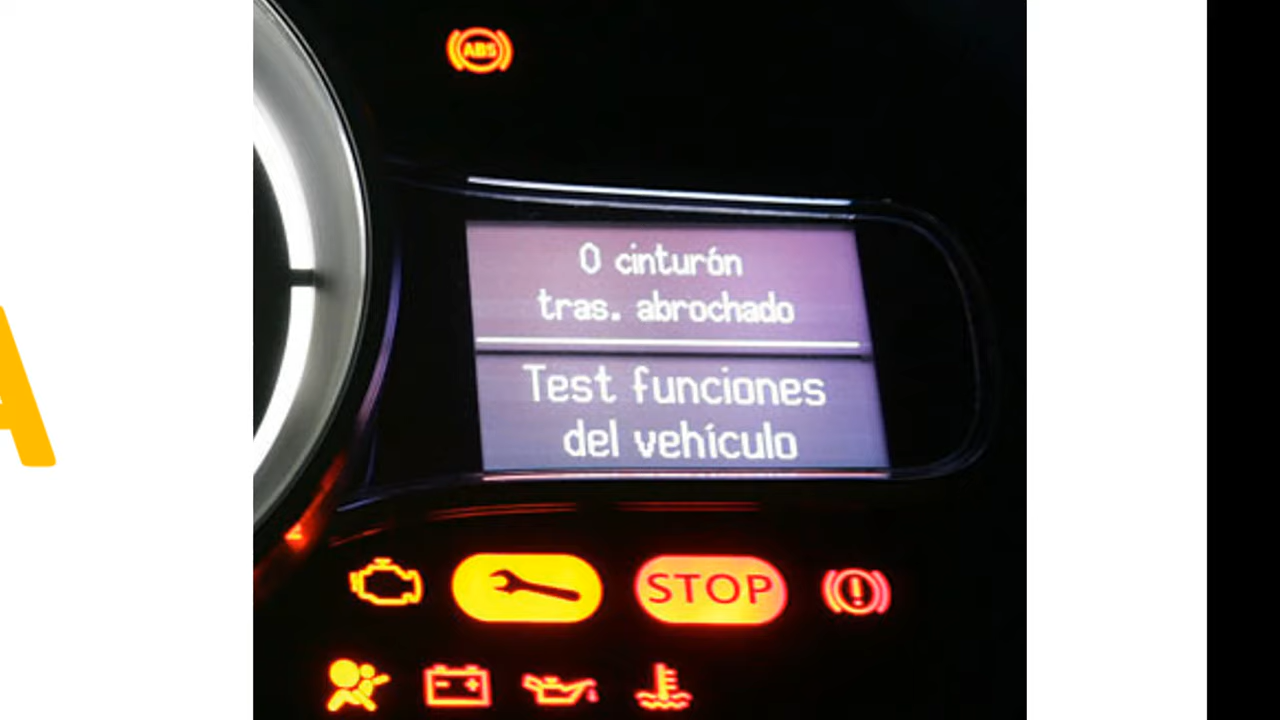 A
ABS
0 cinturón
tras. abrochado
Test funciones
del vehículo
STOP